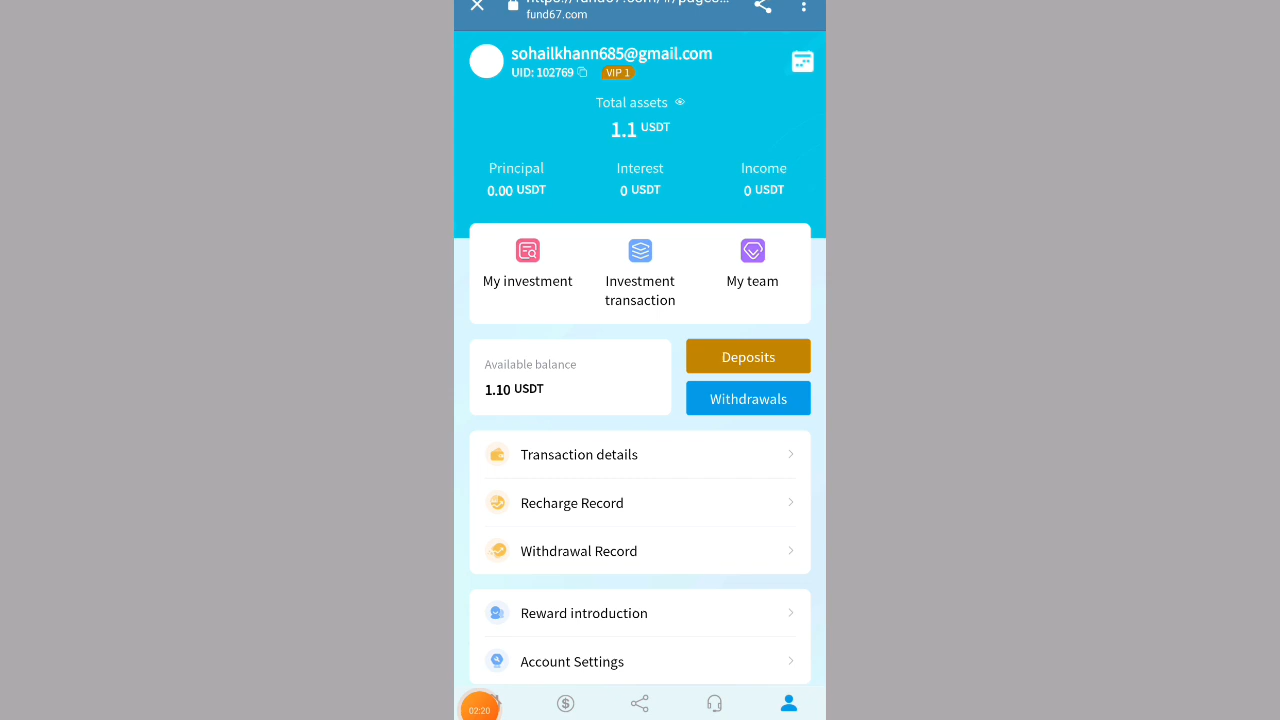 fund67.com
sohailkhann685@gmail.com
UID: 102769 VIP 1
Total assets
1.1 USDT
Principal Interest Income
0.00 USDT 0 USDT 0 USDT
My investment Investment transaction My team
Available balance
1.10 USDT
Deposits
Withdrawals
Transaction details
Recharge Record
Withdrawal Record
Reward introduction
Account Settings
02:20